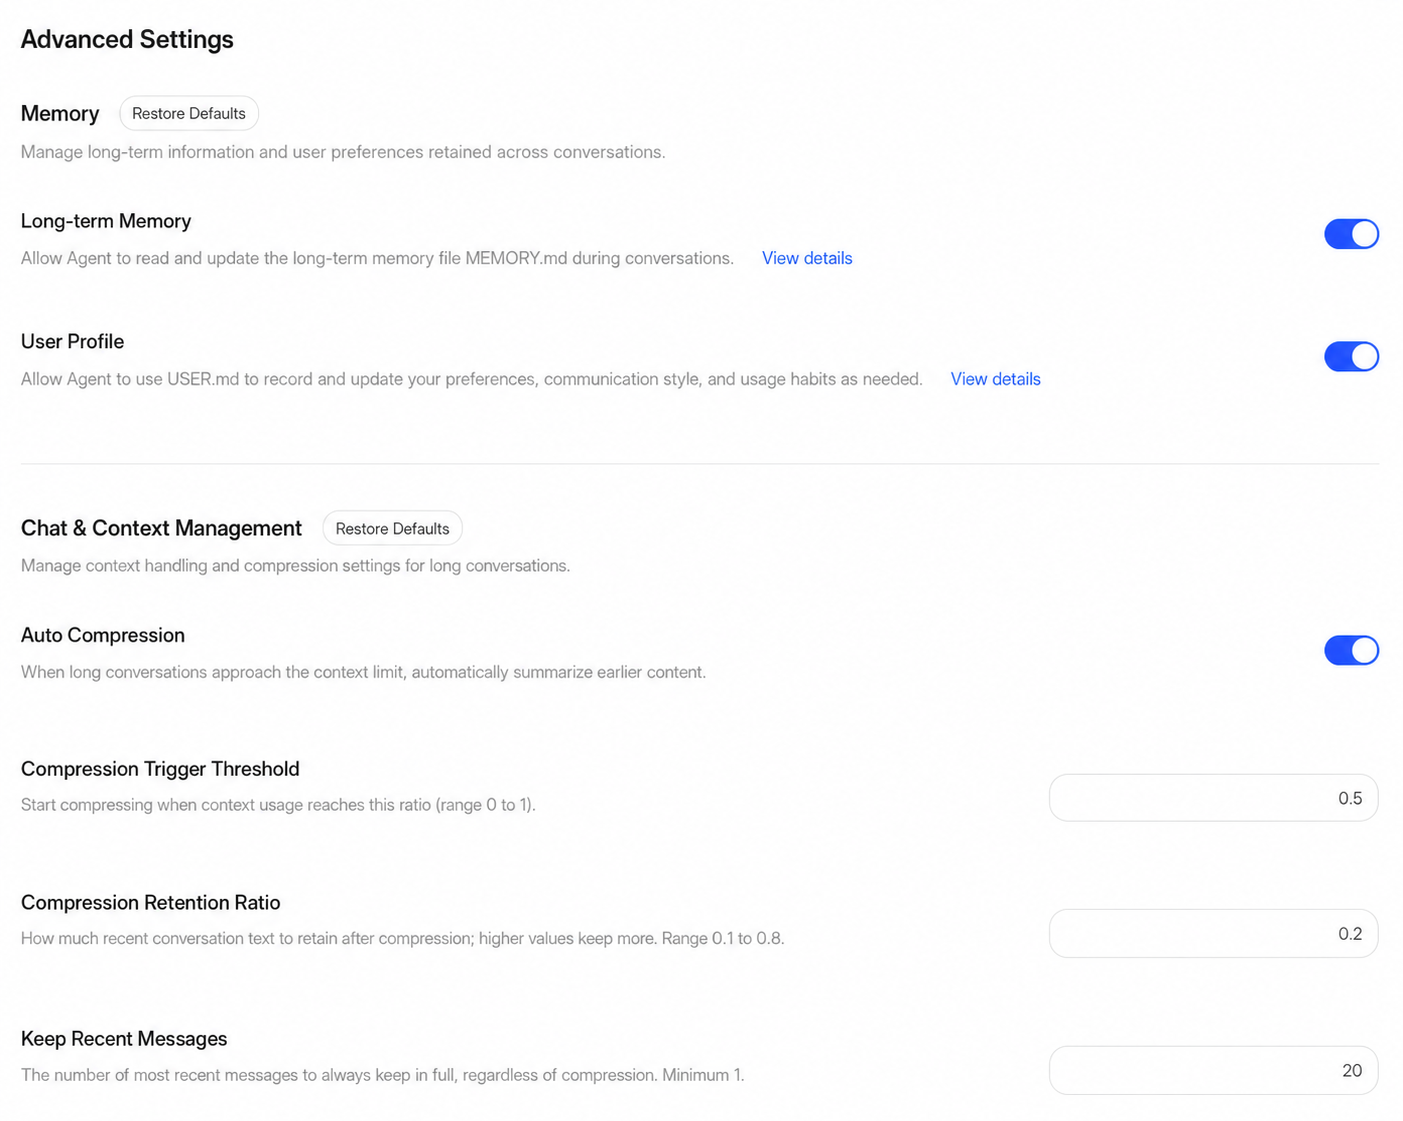 Advanced Settings
Memory
Restore Defaults
Manage long-term information and user preferences retained across conversations.
Long-term Memory
Allow Agent to read and update the long-term memory file MEMORY.md during conversations. View details
User Profile
Allow Agent to use USER.md to record and update your preferences, communication style, and usage habits as needed. View details
Chat & Context Management
Restore Defaults
Manage context handling and compression settings for long conversations.
Auto Compression
When long conversations approach the context limit, automatically summarize earlier content.
Compression Trigger Threshold
Start compressing when context usage reaches this ratio (range 0 to 1).
0.5
Compression Retention Ratio
How much recent conversation text to retain after compression; higher values keep more. Range 0.1 to 0.8.
0.2
Keep Recent Messages
The number of most recent messages to always keep in full, regardless of compression. Minimum 1.
20